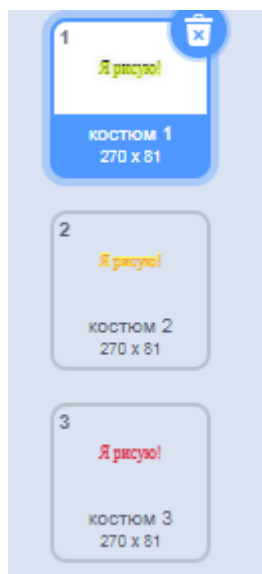 1
Я рисую!
костюм 1
270 x 81
2
Я рисую!
костюм 2
270 x 81
3
Я рисую!
костюм 3
270 x 81